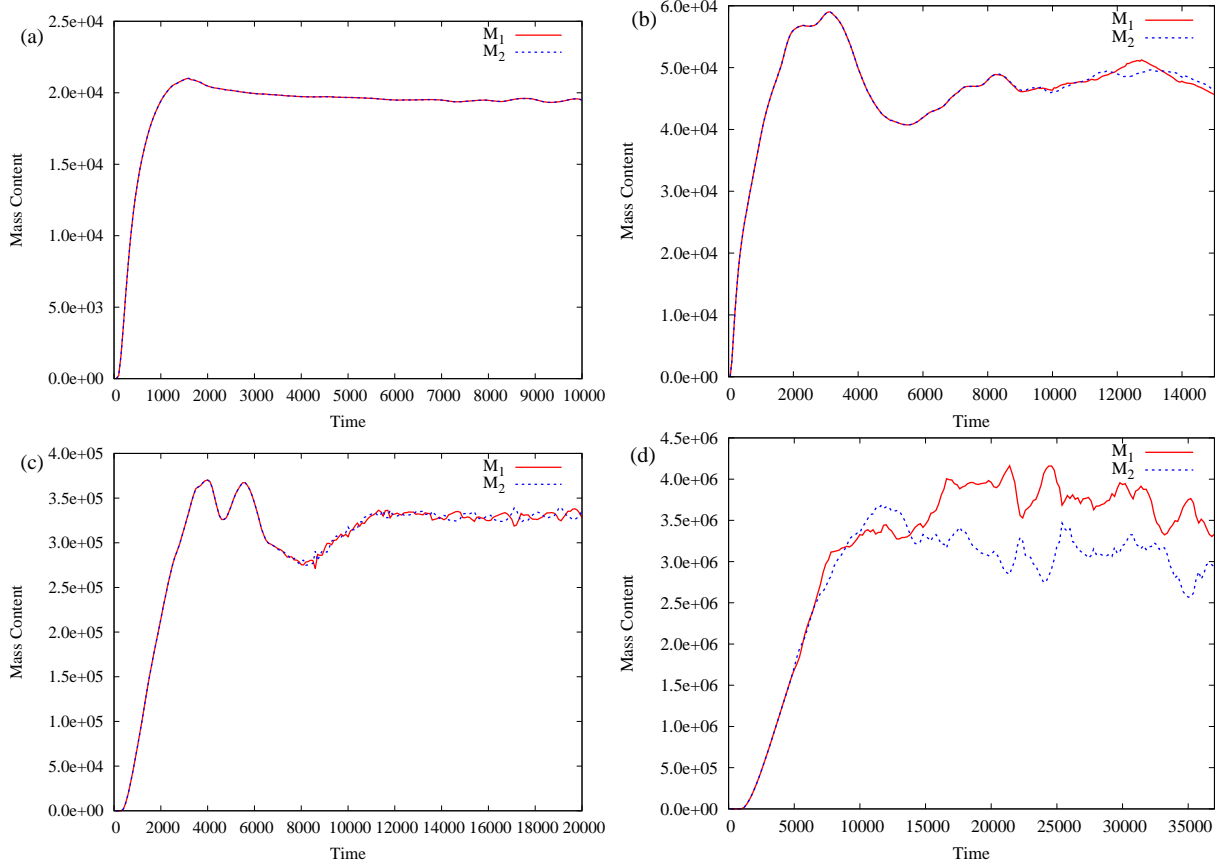 (a)
M1
M2
2.5e+04
2.0e+04
1.5e+04
1.0e+04
5.0e+03
0.0e+00
Mass Content
0 1000 2000 3000 4000 5000 6000 7000 8000 9000 10000
Time
(b)
M1
M2
6.0e+04
5.0e+04
4.0e+04
3.0e+04
2.0e+04
1.0e+04
0.0e+00
Mass Content
0 2000 4000 6000 8000 10000 12000 14000
Time
(c)
M1
M2
4.0e+05
3.5e+05
3.0e+05
2.5e+05
2.0e+05
1.5e+05
1.0e+05
5.0e+04
0.0e+00
Mass Content
0 2000 4000 6000 8000 10000 12000 14000 16000 18000 20000
Time
(d)
M1
M2
4.5e+06
4.0e+06
3.5e+06
3.0e+06
2.5e+06
2.0e+06
1.5e+06
1.0e+06
5.0e+05
0.0e+00
Mass Content
0 5000 10000 15000 20000 25000 30000 35000
Time